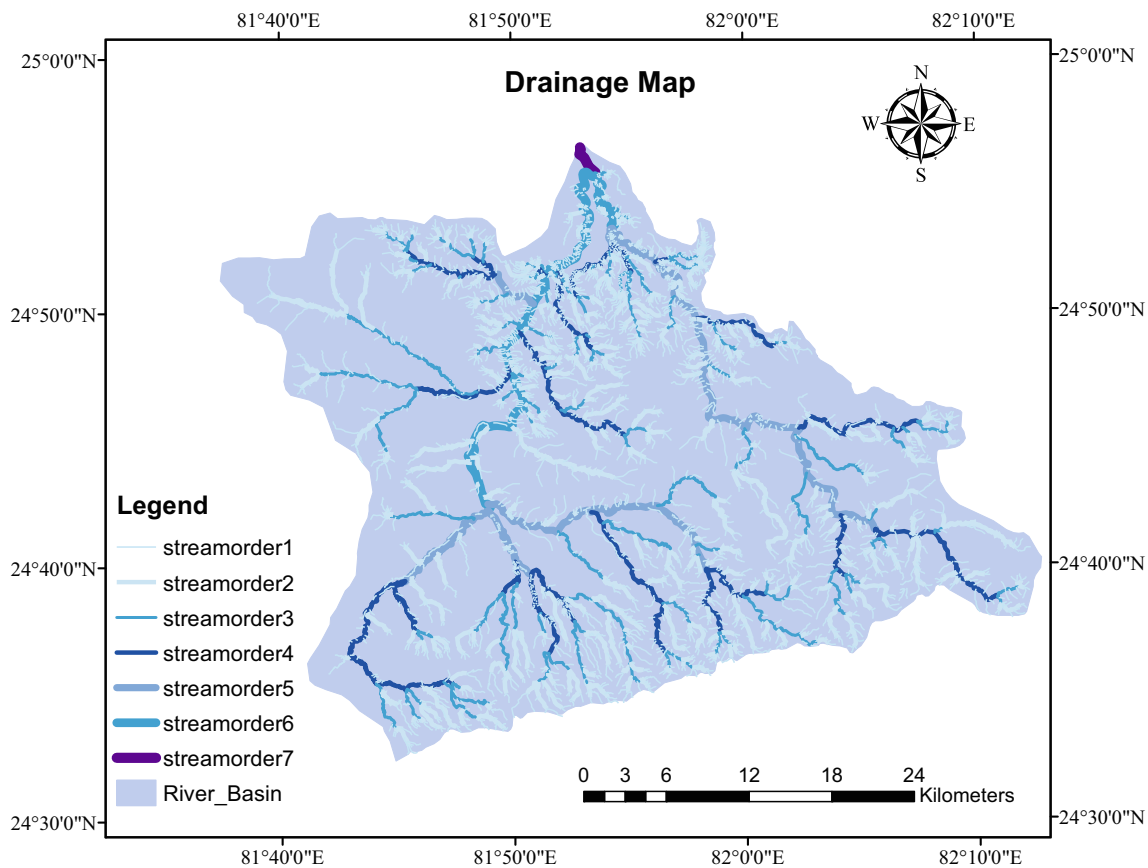 81°40'0"E 81°50'0"E 82°0'0"E 82°10'0"E
25°0'0"N 25°0'0"N
Drainage Map
N
W E
S
24°50'0"N 24°50'0"N
Legend
streamorder1
24°40'0"N 24°40'0"N
streamorder2
streamorder3
streamorder4
streamorder5
streamorder6
streamorder7
River_Basin
0 3 6 12 18 24
Kilometers
24°30'0"N 24°30'0"N
81°40'0"E 81°50'0"E 82°0'0"E 82°10'0"E